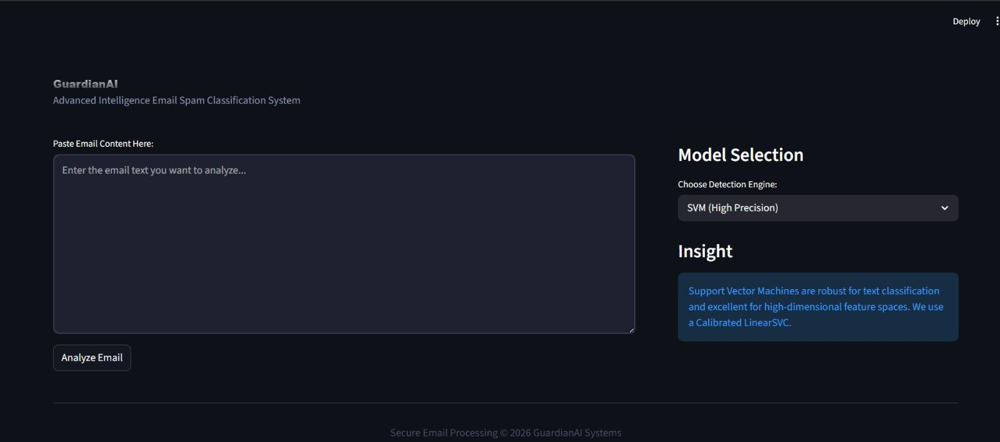 Deploy
GuardianAI
Advanced Intelligence Email Spam Classification System
Paste Email Content Here:
Enter the email text you want to analyze...
Analyze Email
Model Selection
Choose Detection Engine:
SVM (High Precision)
Insight
Support Vector Machines are robust for text classification
and excellent for high-dimensional feature spaces. We use
a Calibrated LinearSVC.
Secure Email Processing © 2026 GuardianAI Systems